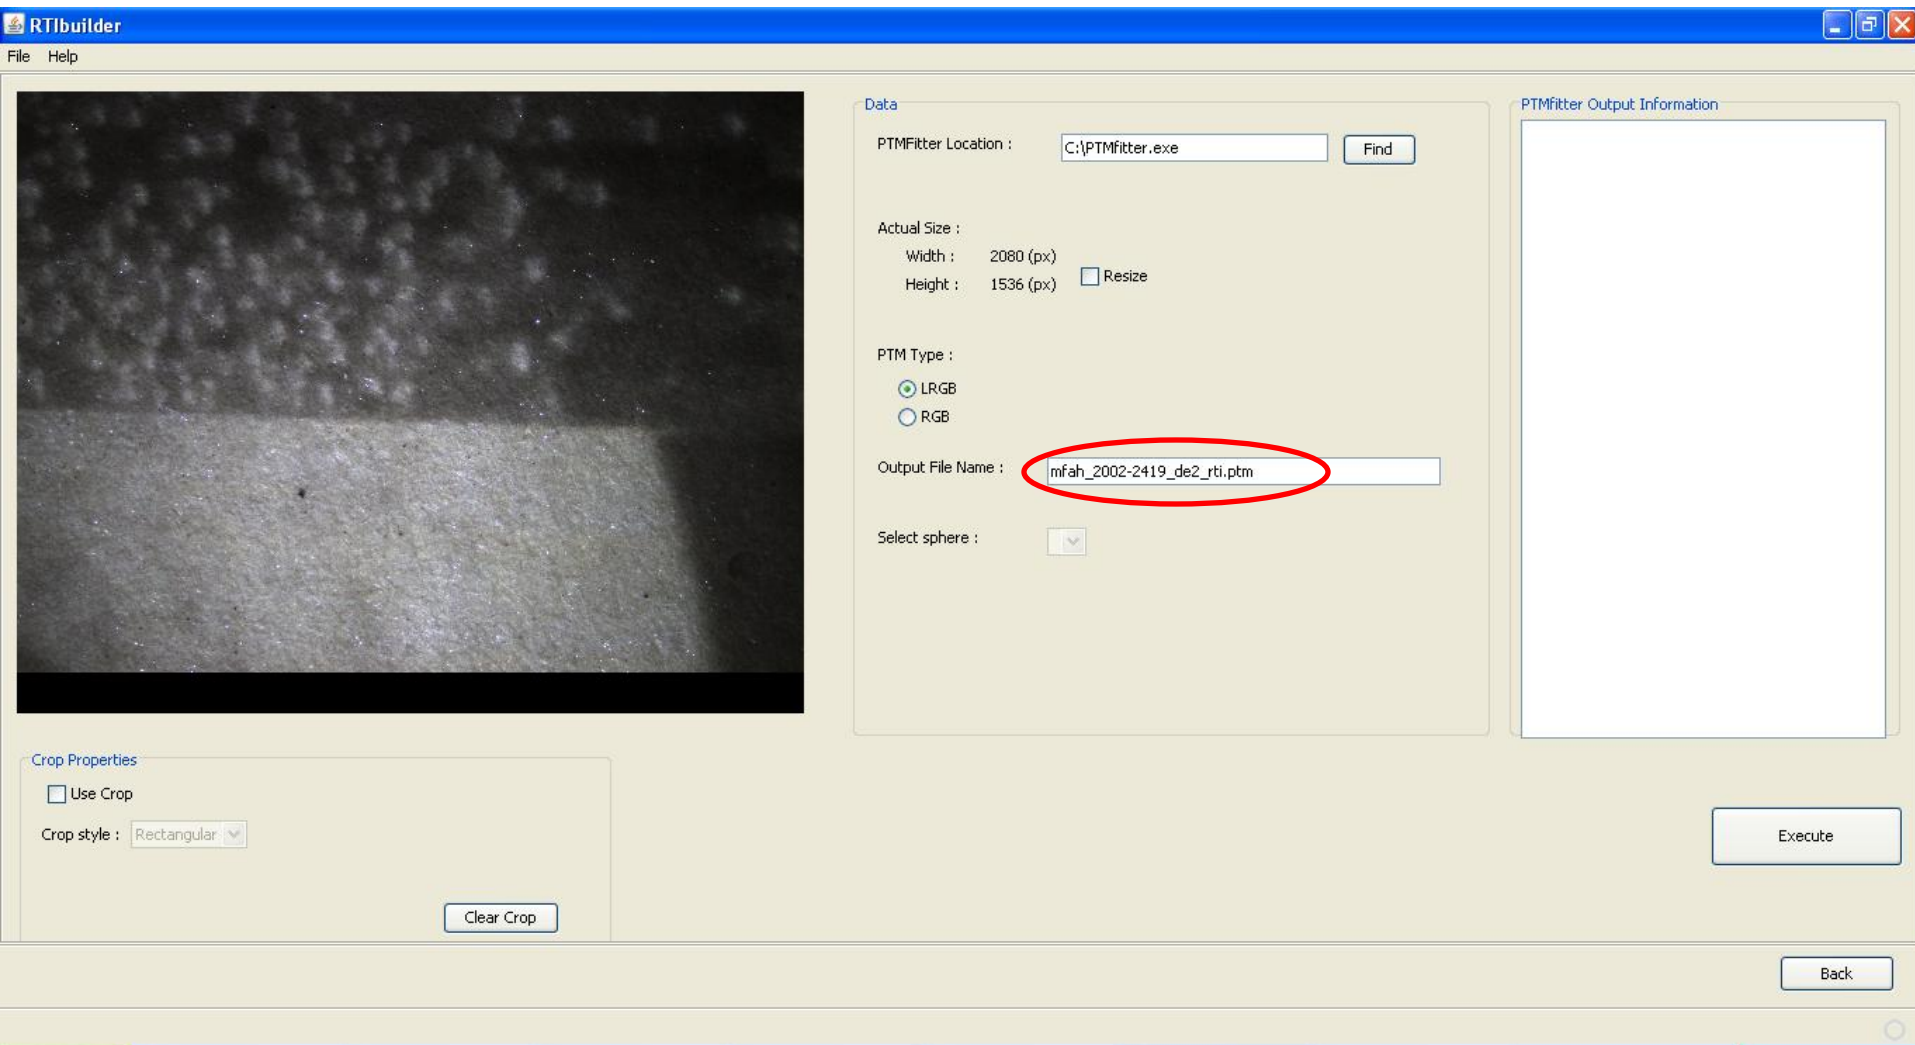 RTIbuilder
File Help
Data
PTMFitter Location : C:\PTMfitter.exe Find
Actual Size :
Width : 2080 (px)
Height : 1536 (px)
Resize
PTM Type :
LRGB
RGB
Output File Name : mfah_2002-2419_de2_rti.ptm
Select sphere :
PTMfitter Output Information
Crop Properties
Use Crop
Crop style : Rectangular
Clear Crop
Execute
Back